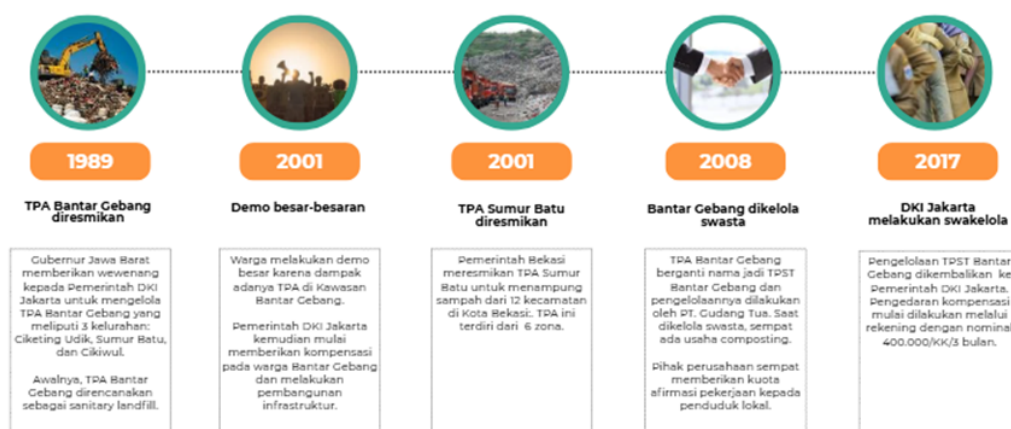 1989
TPA Bantar Gebang
diresmikan
Gubernur Jawa Barat
memberikan wewenang
kepada Pemerintah DKI
Jakarta untuk mengelola
TPA Bantar Gebang yang
meliputi 3 kelurahan:
Ciketing Udik, Sumur Batu,
dan Cikiwul.
Awalnya, TPA Bantar
Gebang direncanakan
sebagai sanitary landfill.
2001
Demo besar-besaran
Warga melakukan demo
besar karena dampak
adanya TPA di Kawasan
Bantar Gebang.
Pemerintah DKI Jakarta
kemudian mulai
memberikan kompensasi
pada warga Bantar Gebang
dan melakukan
pembangunan
infrastruktur.
2001
TPA Sumur Batu
diresmikan
Pemerintah Bekasi
meresmikan TPA Sumur
Batu untuk menampung
sampah dari 12 kecamatan
di Kota Bekasi:. TPA ini
terdiri dari 6 zona.
2008
Bantar Gebang dikelola
swasta
TPA Bantar Gebang
berganti nama jadi TPST
Bantar Gebang dan
pengelolaannya dilakukan
oleh PT. Gudang Tua. Saat
dikelola swasta, sempat
ada usaha composting.
Pihak perusahaan sempat
memberikan kuota
afirmasi pekerjaan kepada
penduduk lokal.
2017
DKI Jakarta
melakukan swakelola
Pengelolaan TPST Bantar
Gebang dikembalikan ke
Pemerintah DKI Jakarta.
Pengedaran kompensasi
mulai dilakukan melalui
rekening dengan nominal
400.000/KK/3 bulan.